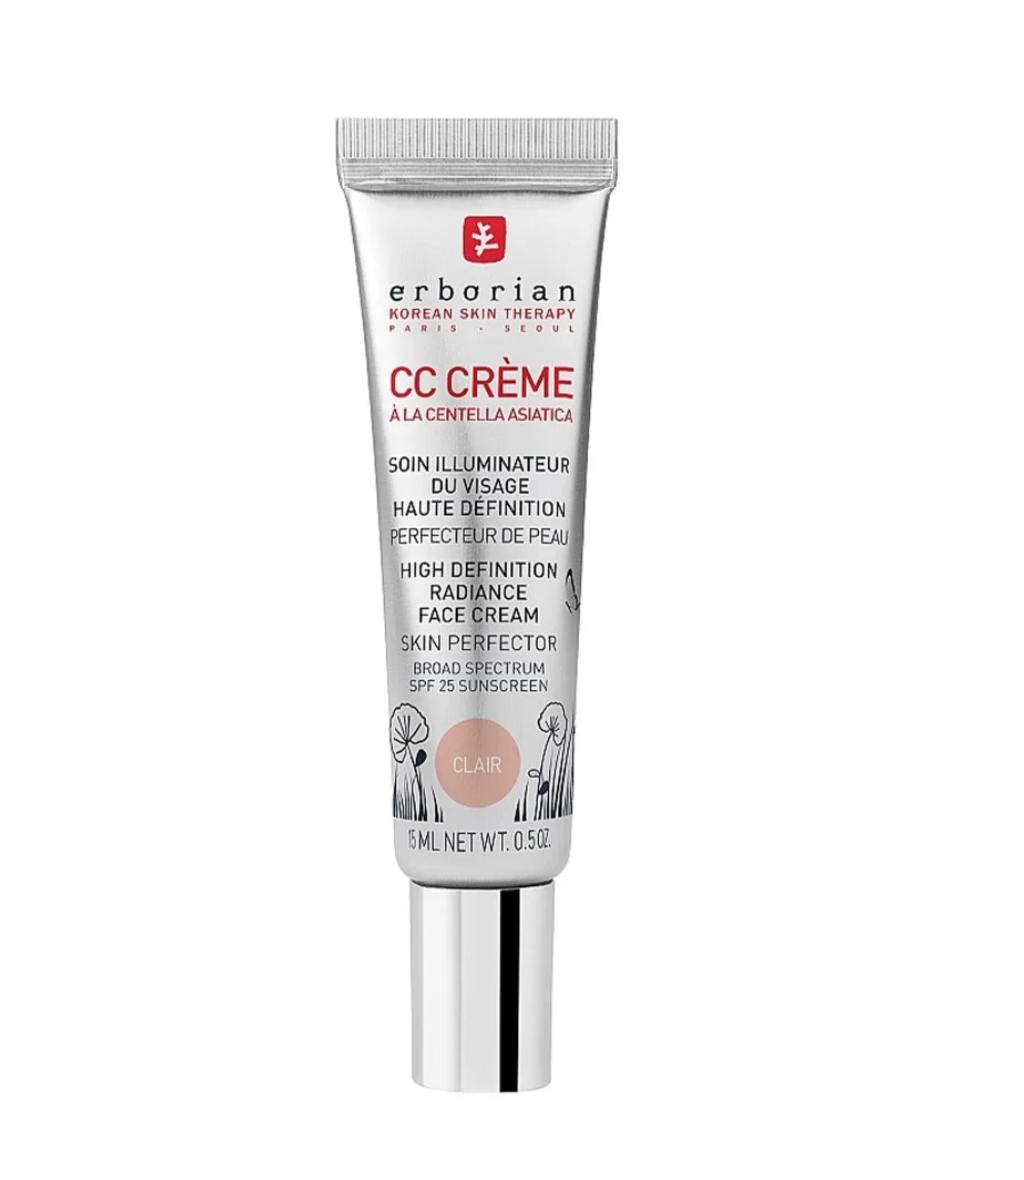 erborian
KOREAN SKIN THERAPY
PARIS · SEOUL
CC CRÈME
À LA CENTELLA ASIATICA
SOIN ILLUMINATEUR
DU VISAGE
HAUTE DÉFINITION
PERFECTEUR DE PEAU
HIGH DEFINITION
RADIANCE
FACE CREAM
SKIN PERFECTOR
BROAD SPECTRUM
SPF 25 SUNSCREEN
CLAIR
15 ML NET WT. 0.5 OZ.